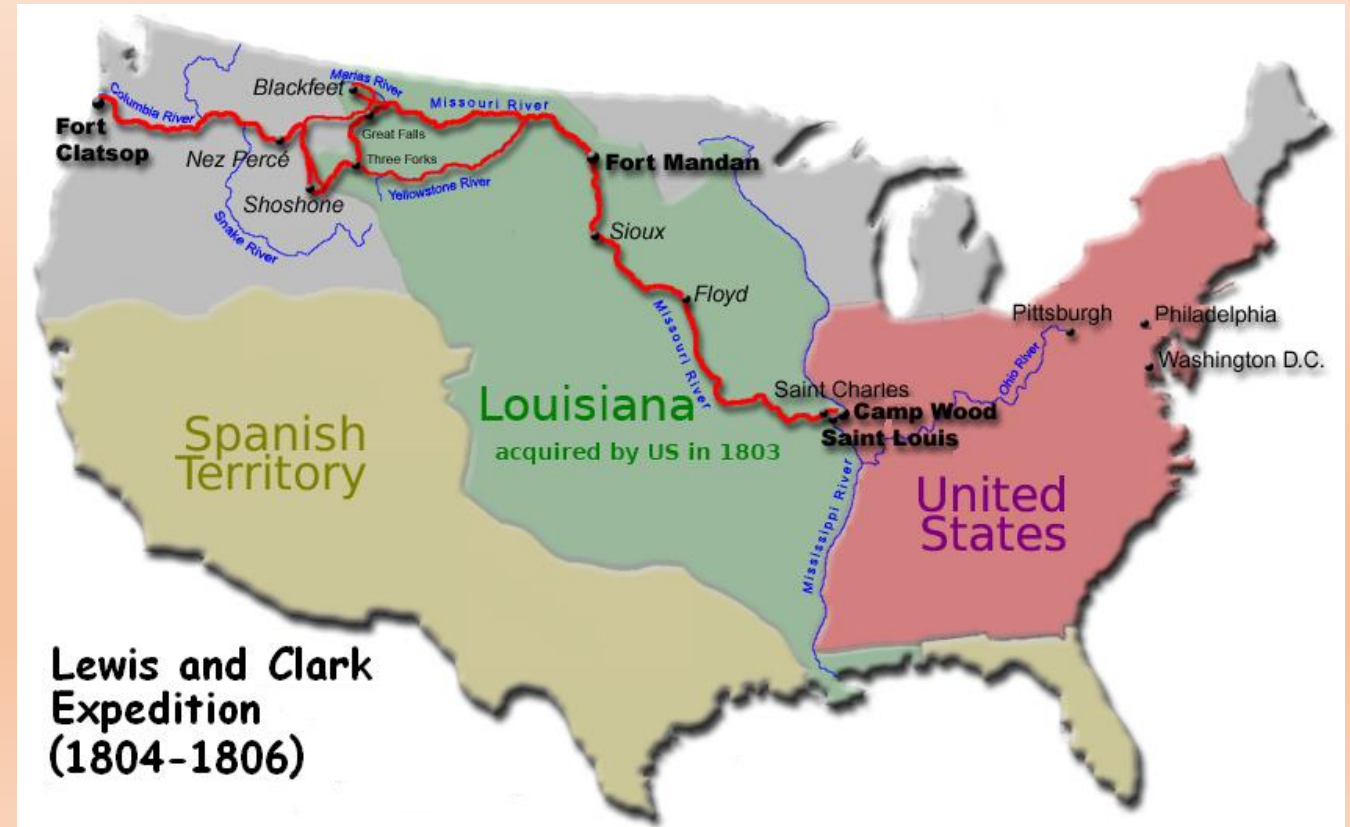 Blackfeet
Marias River
Missouri River
Columbia River
Fort
Clatsop
Great Falls
Nez Percé
Three Forks
Fort Mandan
Yellowstone River
Shoshone
Snake River
Sioux
Floyd
Missouri River
Pittsburgh
Philadelphia
Ohio River
Washington D.C.
Saint Charles
Camp Wood
Saint Louis
Louisiana
acquired by US in 1803
Spanish
Territory
Mississippi River
United
States
Lewis and Clark
Expedition
(1804-1806)